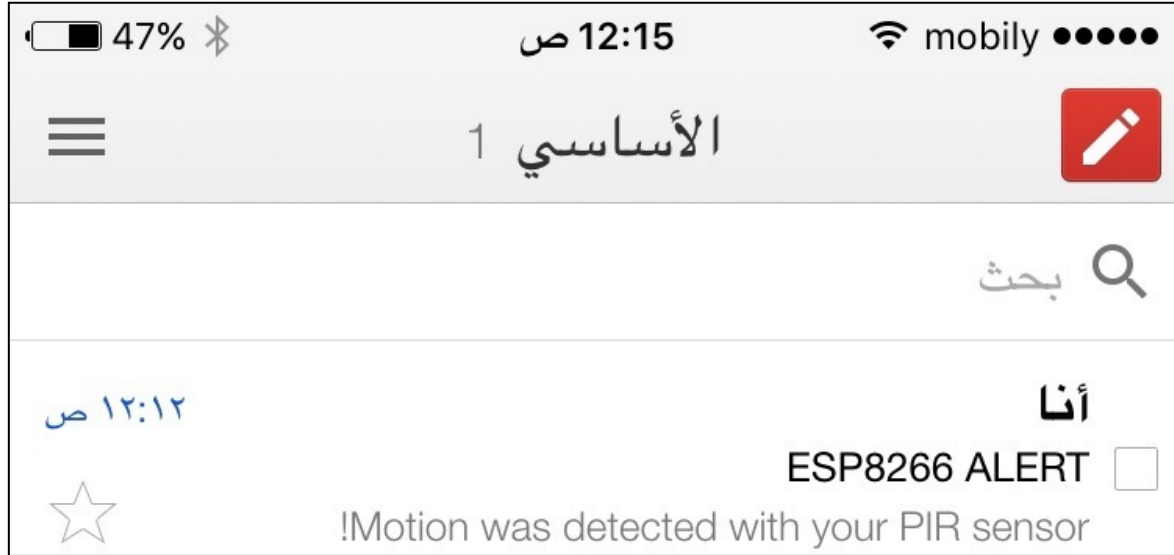 mobily 12:15 ص 47%
الأساسي 1
بحث
أنا ١٢:١٢ ص
ESP8266 ALERT
!Motion was detected with your PIR sensor